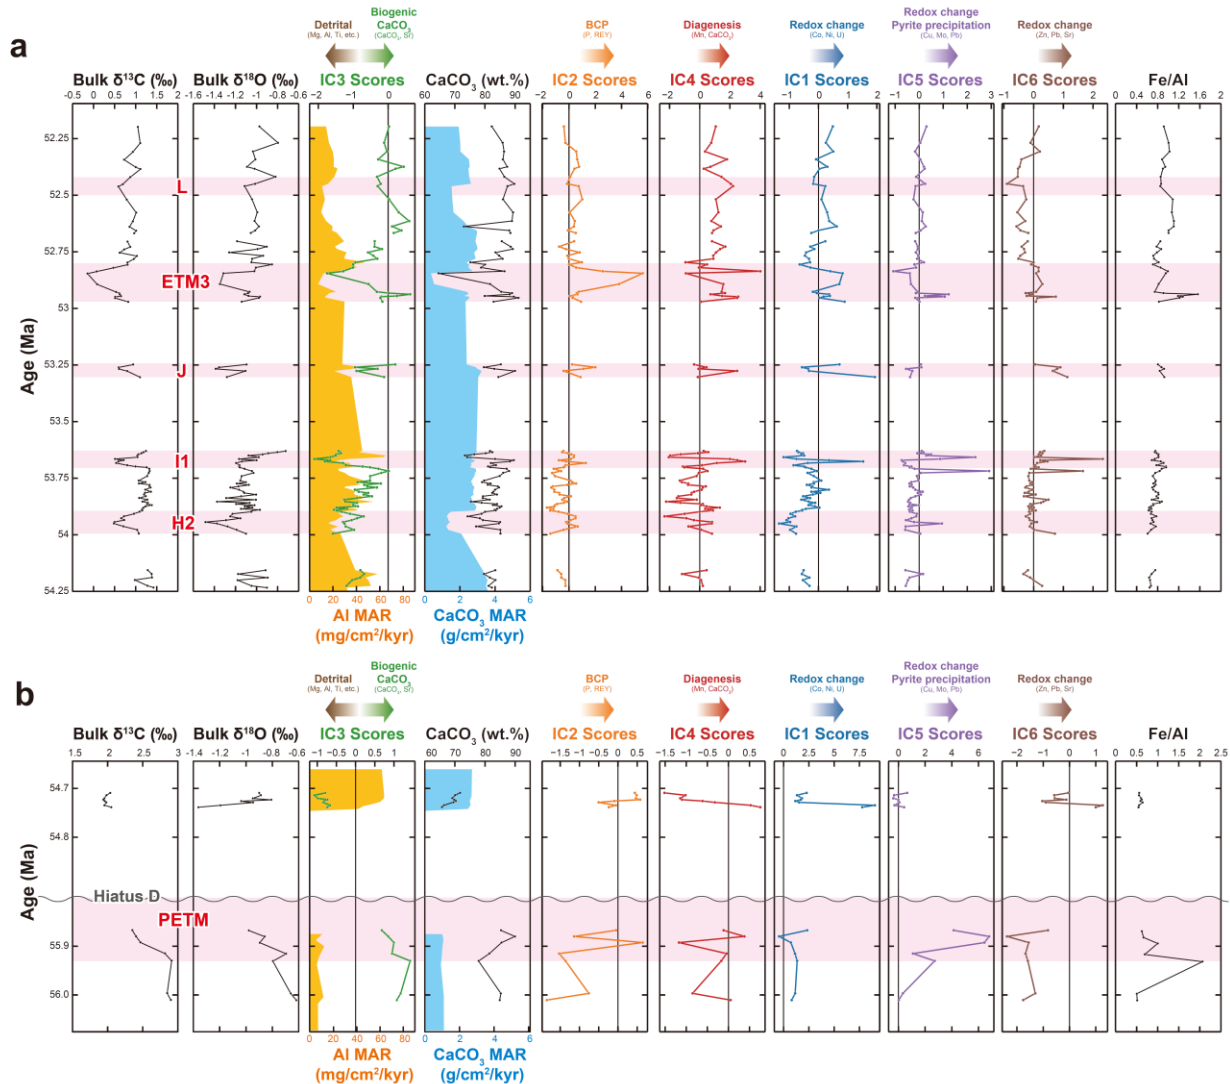 a
Detrital
(Mg, Al, Ti, etc.)
Biogenic
CaCO3
(CaCO3, Sr)
BCP
(P, REY)
Diagenesis
(Mn, CaCO3)
Redox change
(Co, Ni, U)
Redox change
Pyrite precipitation
(Cu, Mo, Pb)
Redox change
(Zn, Pb, Sr)
Bulk δ13C (‰) Bulk δ18O (‰) IC3 Scores CaCO3 (wt.%) IC2 Scores IC4 Scores IC1 Scores IC5 Scores IC6 Scores Fe/Al
-0.5 0 0.5 1 1.5 2
-1.6 -1.4 -1.2 -1 -0.8 -0.6
-2 -1 0
60 70 80 90
-2 0 2 4 6
-2 0 2 4
-1 0 1 2
-1 0 1 2 3
-1 0 1 2
0 0.4 0.8 1.2 1.6 2
52.25
L
52.5
52.75
ETM3
53
J
53.25
53.5
I1
53.75
H2
54
54.25
Age (Ma)
0 20 40 60 80
0 2 4 6
Al MAR
(mg/cm2/kyr)
CaCO3 MAR
(g/cm2/kyr)
b
Detrital
(Mg, Al, Ti, etc.)
Biogenic
CaCO3
(CaCO3, Sr)
BCP
(P, REY)
Diagenesis
(Mn, CaCO3)
Redox change
(Co, Ni, U)
Redox change
Pyrite precipitation
(Cu, Mo, Pb)
Redox change
(Zn, Pb, Sr)
Bulk δ13C (‰) Bulk δ18O (‰) IC3 Scores CaCO3 (wt.%) IC2 Scores IC4 Scores IC1 Scores IC5 Scores IC6 Scores Fe/Al
1.5 2 2.5 3
-1.4 -1.2 -1 -0.8 -0.6
-1 -0.5 0 0.5 1
60 70 80 90
-1.5 -1 -0.5 0 0.5
-1.5 -1 -0.5 0 0.5
0 2.5 5 7.5
0 2 4 6
-2 -1 0 1
0 0.5 1 1.5 2 2.5
54.7
54.8
Hiatus D
PETM
55.9
56.0
Age (Ma)
0 20 40 60 80
0 2 4 6
Al MAR
(mg/cm2/kyr)
CaCO3 MAR
(g/cm2/kyr)